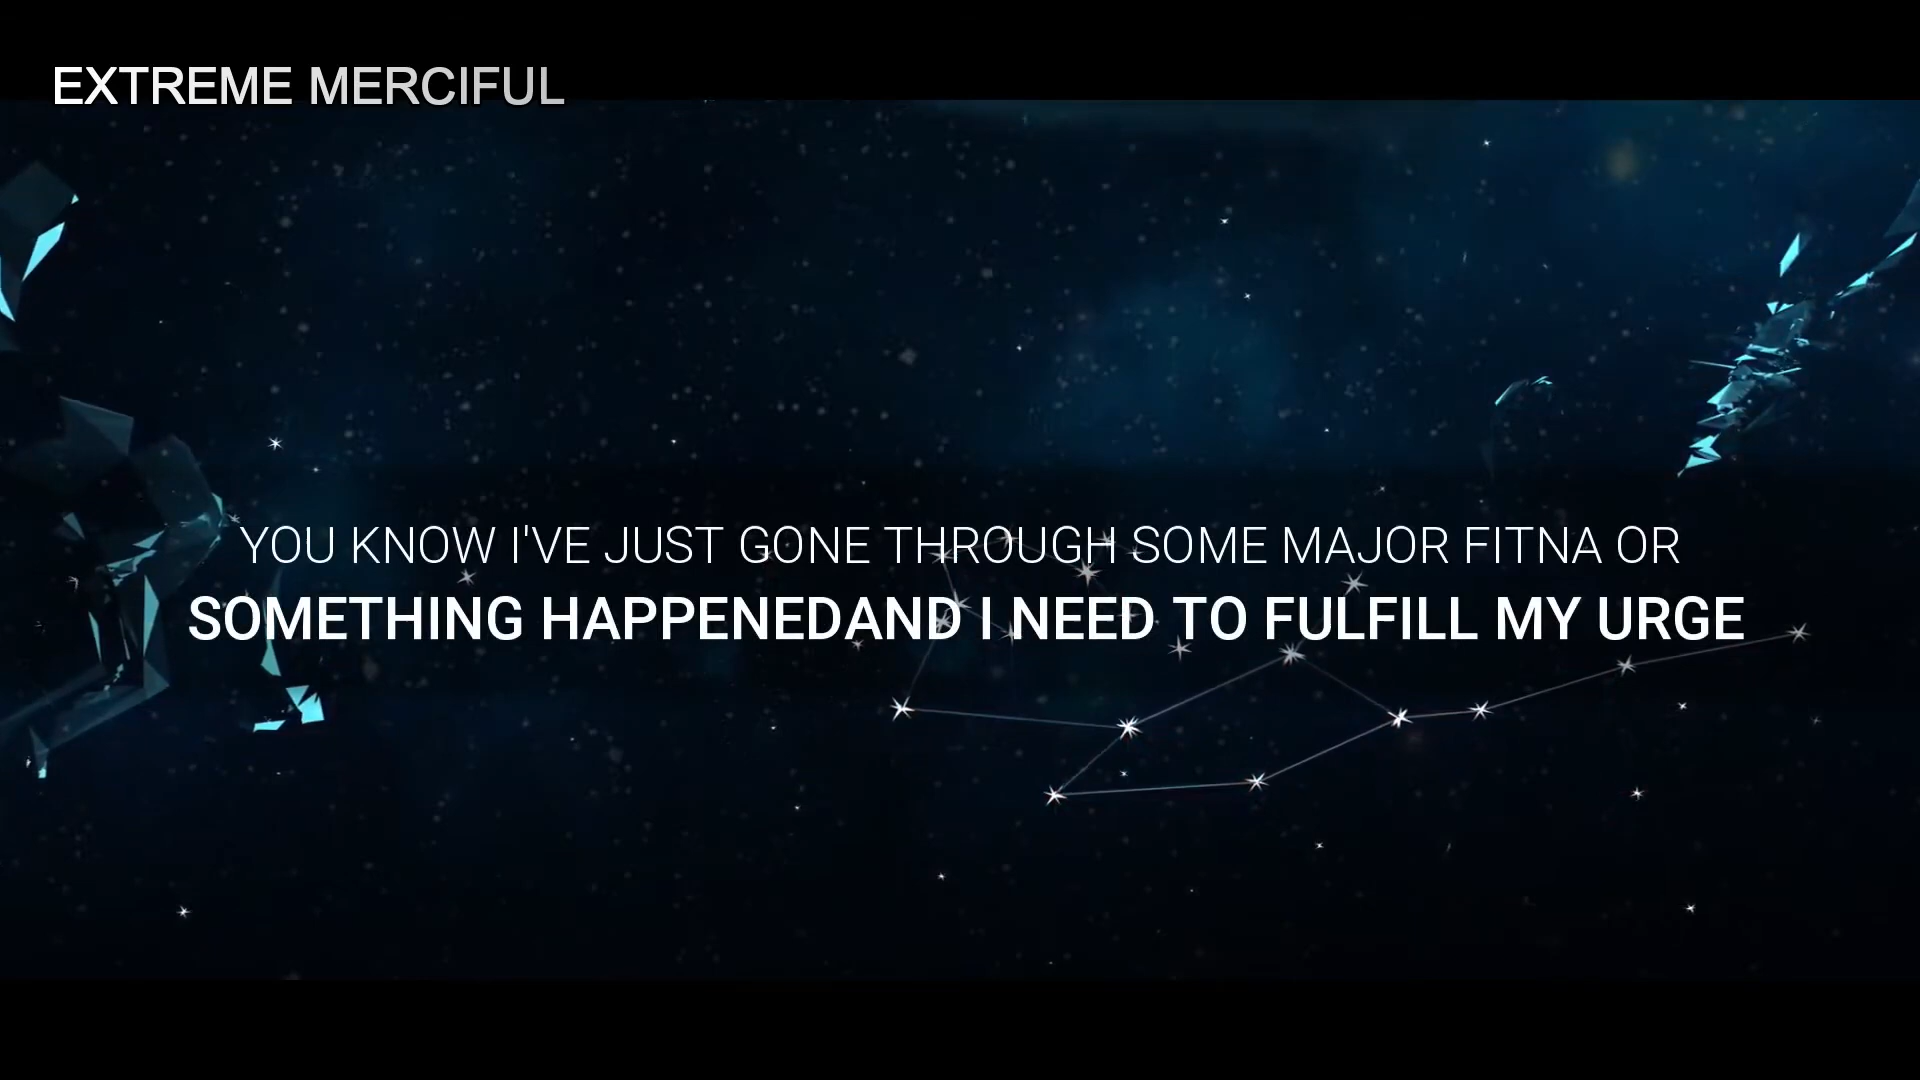 EXTREME MERCIFUL
YOU KNOW I'VE JUST GONE THROUGH SOME MAJOR FITNA OR
SOMETHING HAPPENEDAND I NEED TO FULFILL MY URGE